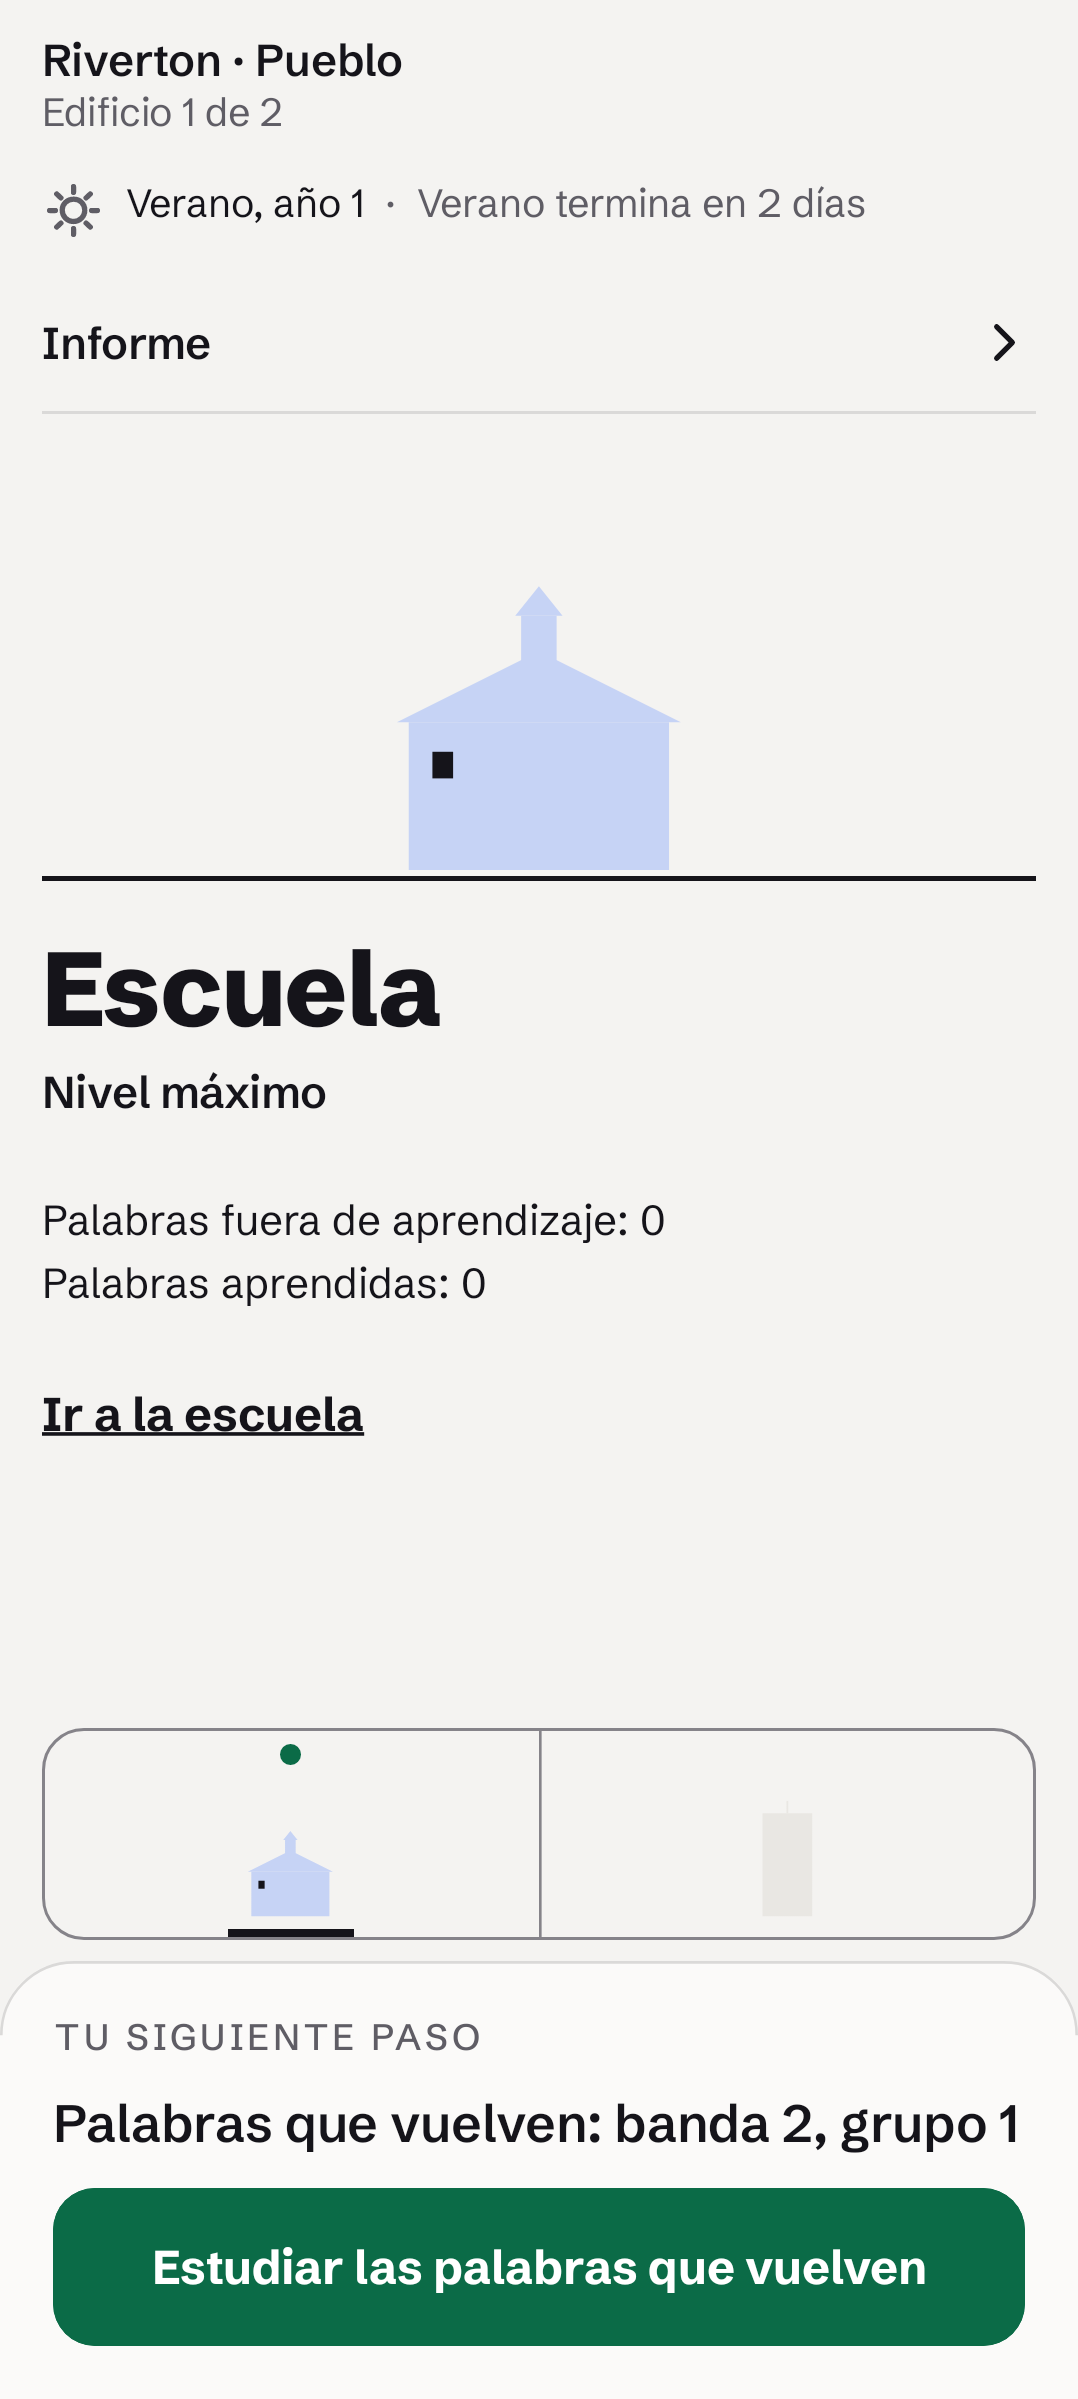 Riverton · Pueblo
Edificio 1 de 2
Verano, año 1 · Verano termina en 2 días
Informe
Escuela
Nivel máximo
Palabras fuera de aprendizaje: 0
Palabras aprendidas: 0
Ir a la escuela
TU SIGUIENTE PASO
Palabras que vuelven: banda 2, grupo 1
Estudiar las palabras que vuelven